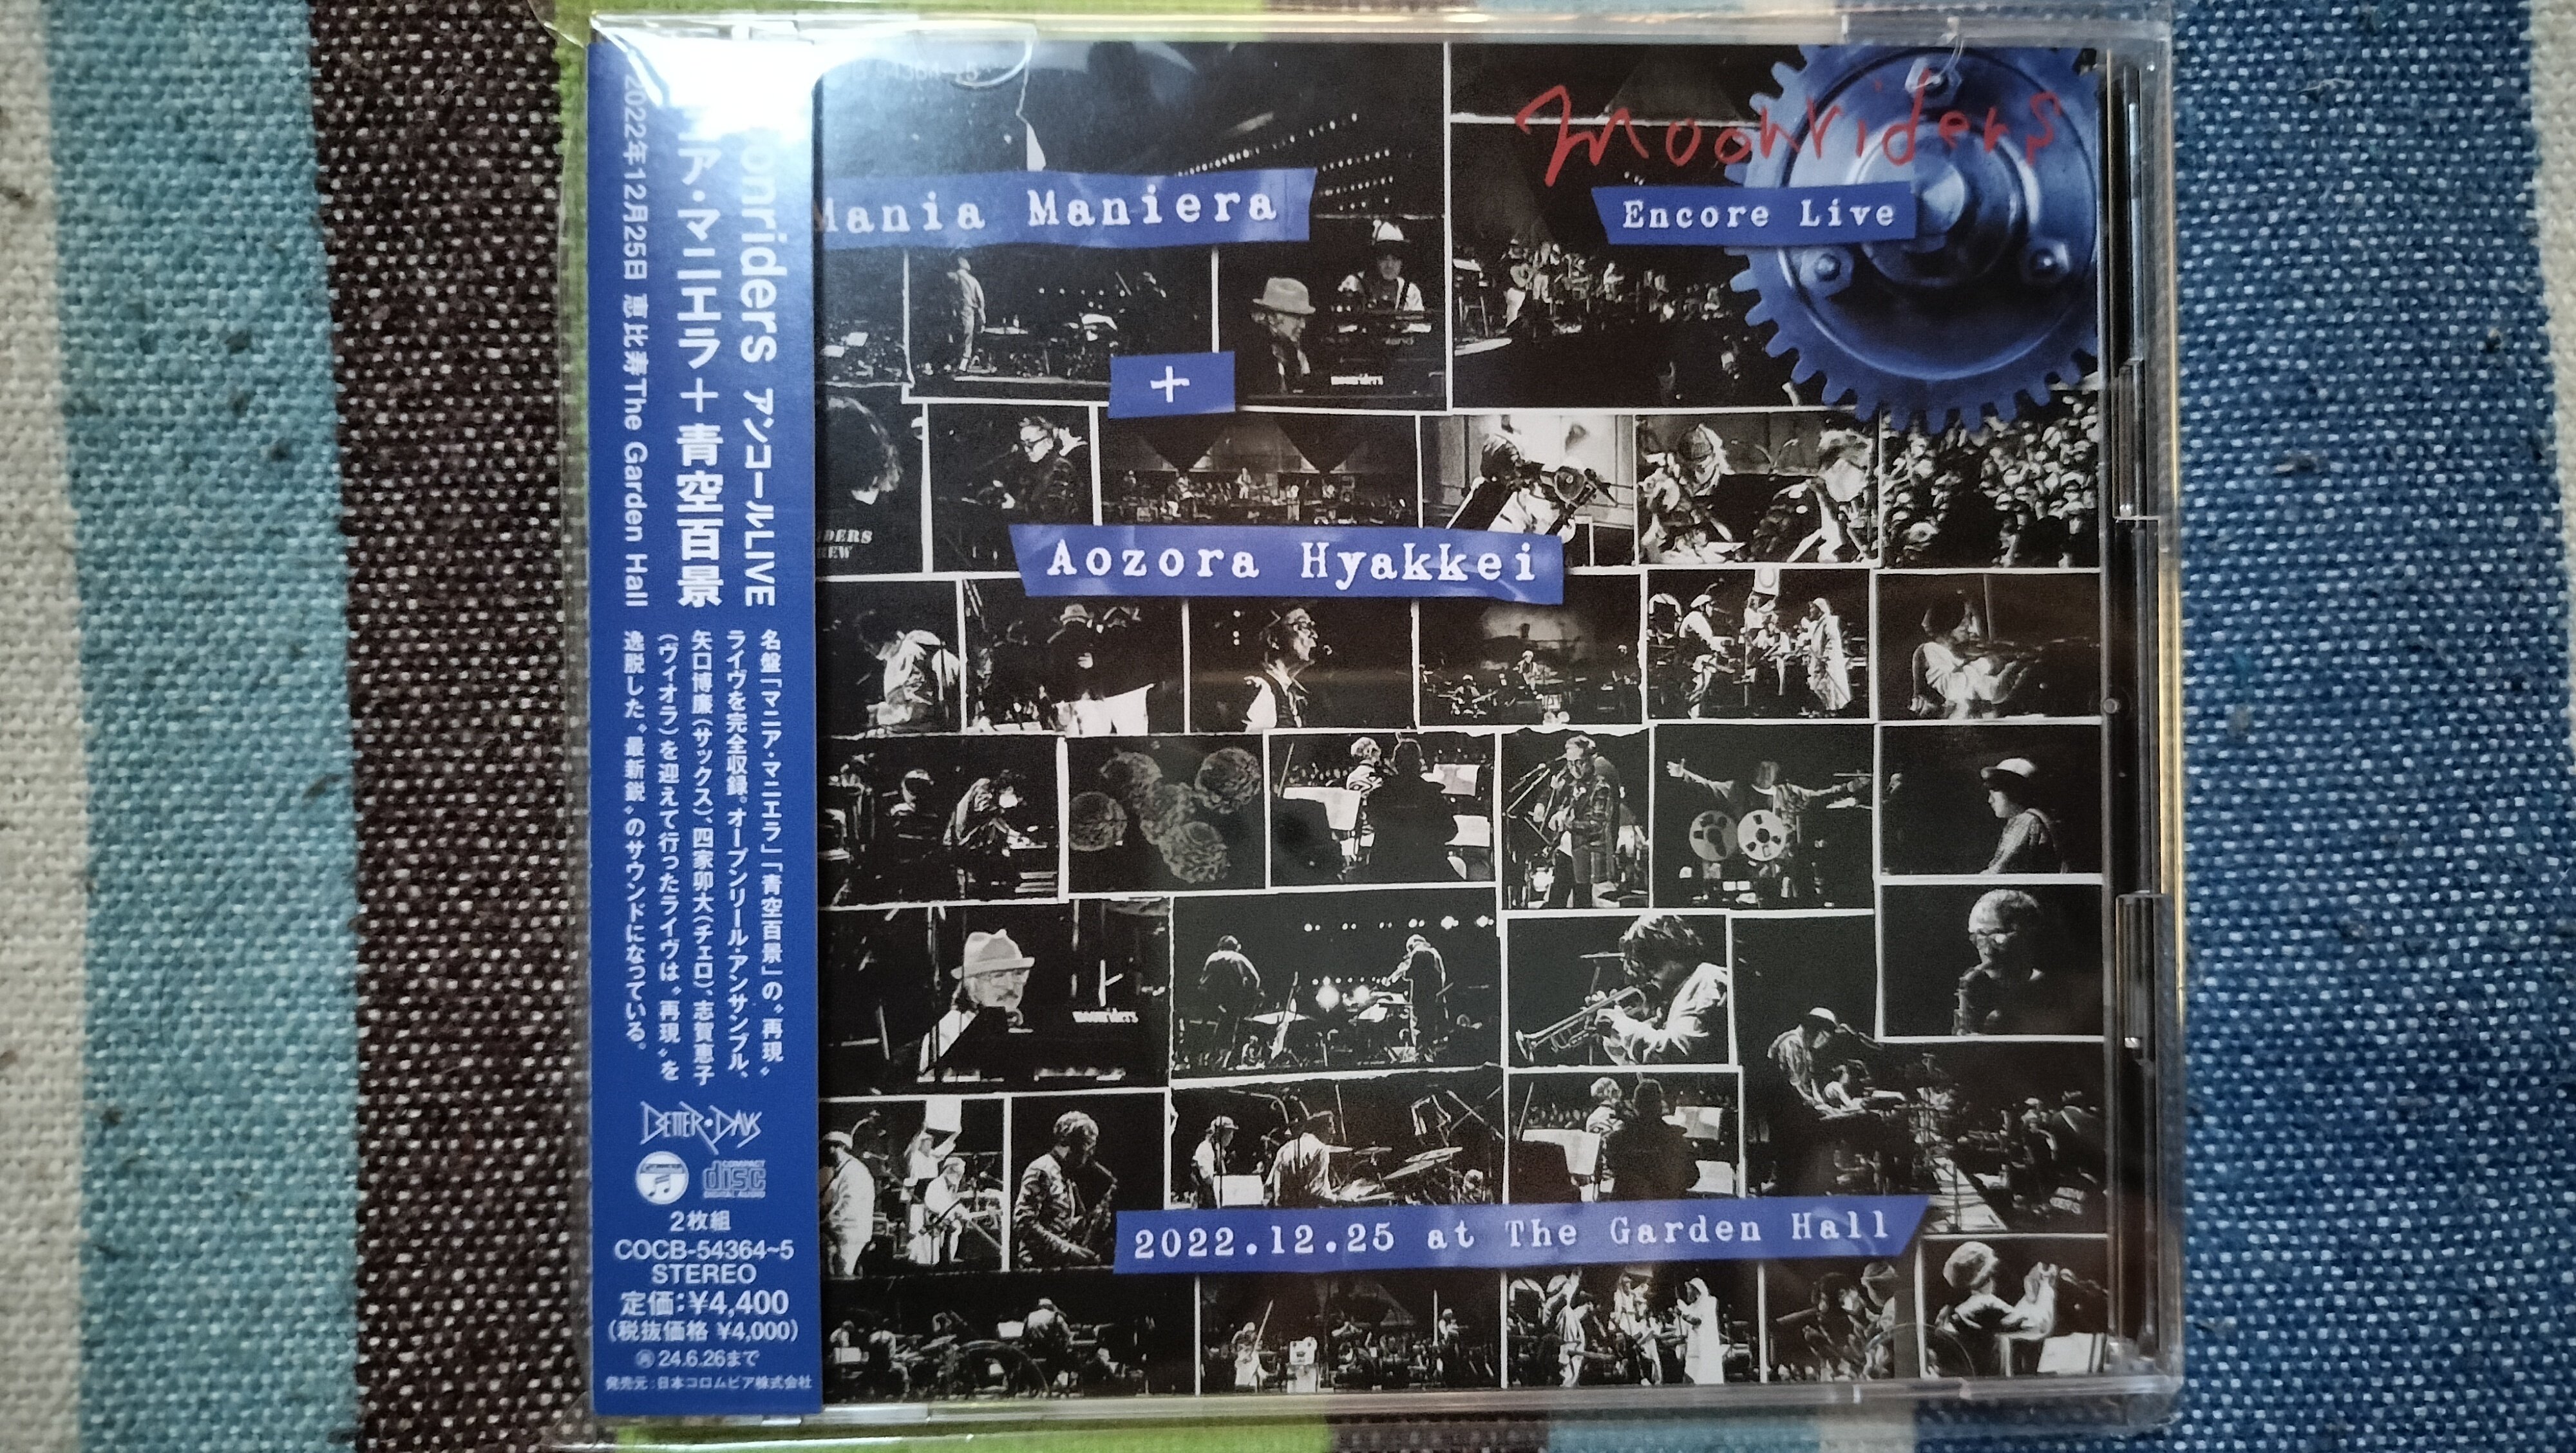 onriders アンコールLIVE
ア・マニエラ＋青空百景
2022年12月25日 恵比寿The Garden Hall
名盤「マニア・マニエラ」「青空百景」の〝再現〟
ライヴを完全収録。オープンリール・アンサンブル、
矢口博康(サックス)、四家卯大(チェロ)、志賀恵子
(ヴィオラ)を迎えて行ったライヴは〝再現〟を
逸脱した〝最新鋭〟のサウンドになっている。
BETTER・DAYS
Columbia
COMPACT
disc
DIGITAL AUDIO
2枚組
COCB-54364~5
STEREO
定価:¥4,400
(税抜価格 ¥4,000)
24.6.26まで
発売元:日本コロムビア株式会社
moonriders
Mania Maniera
Encore Live
+
moonriders
IDERS
REW
Aozora Hyakkei
moonriders
2022.12.25 at The Garden Hall